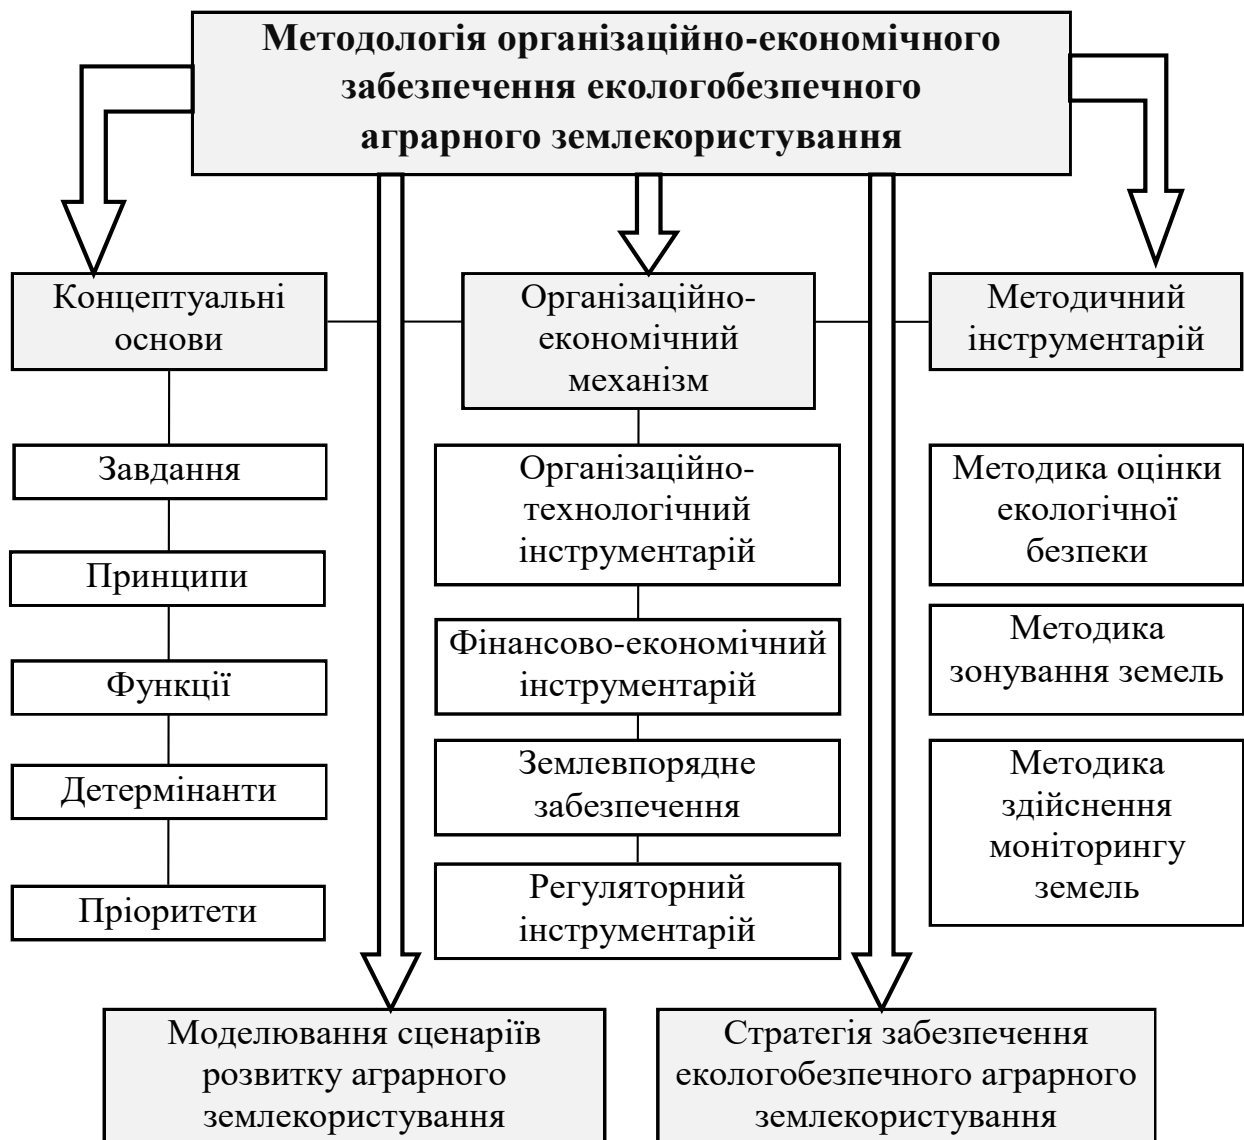 Методологія організаційно-економічного
забезпечення екологобезпечного
аграрного землекористування
Концептуальні
основи
Організаційно-
економічний
механізм
Методичний
інструментарій
Завдання
Принципи
Функції
Детермінанти
Пріоритети
Організаційно-
технологічний
інструментарій
Фінансово-економічний
інструментарій
Землевпорядне
забезпечення
Регуляторний
інструментарій
Методика оцінки
екологічної
безпеки
Методика
зонування земель
Методика
здійснення
моніторингу
земель
Моделювання сценаріїв
розвитку аграрного
землекористування
Стратегія забезпечення
екологобезпечного аграрного
землекористування